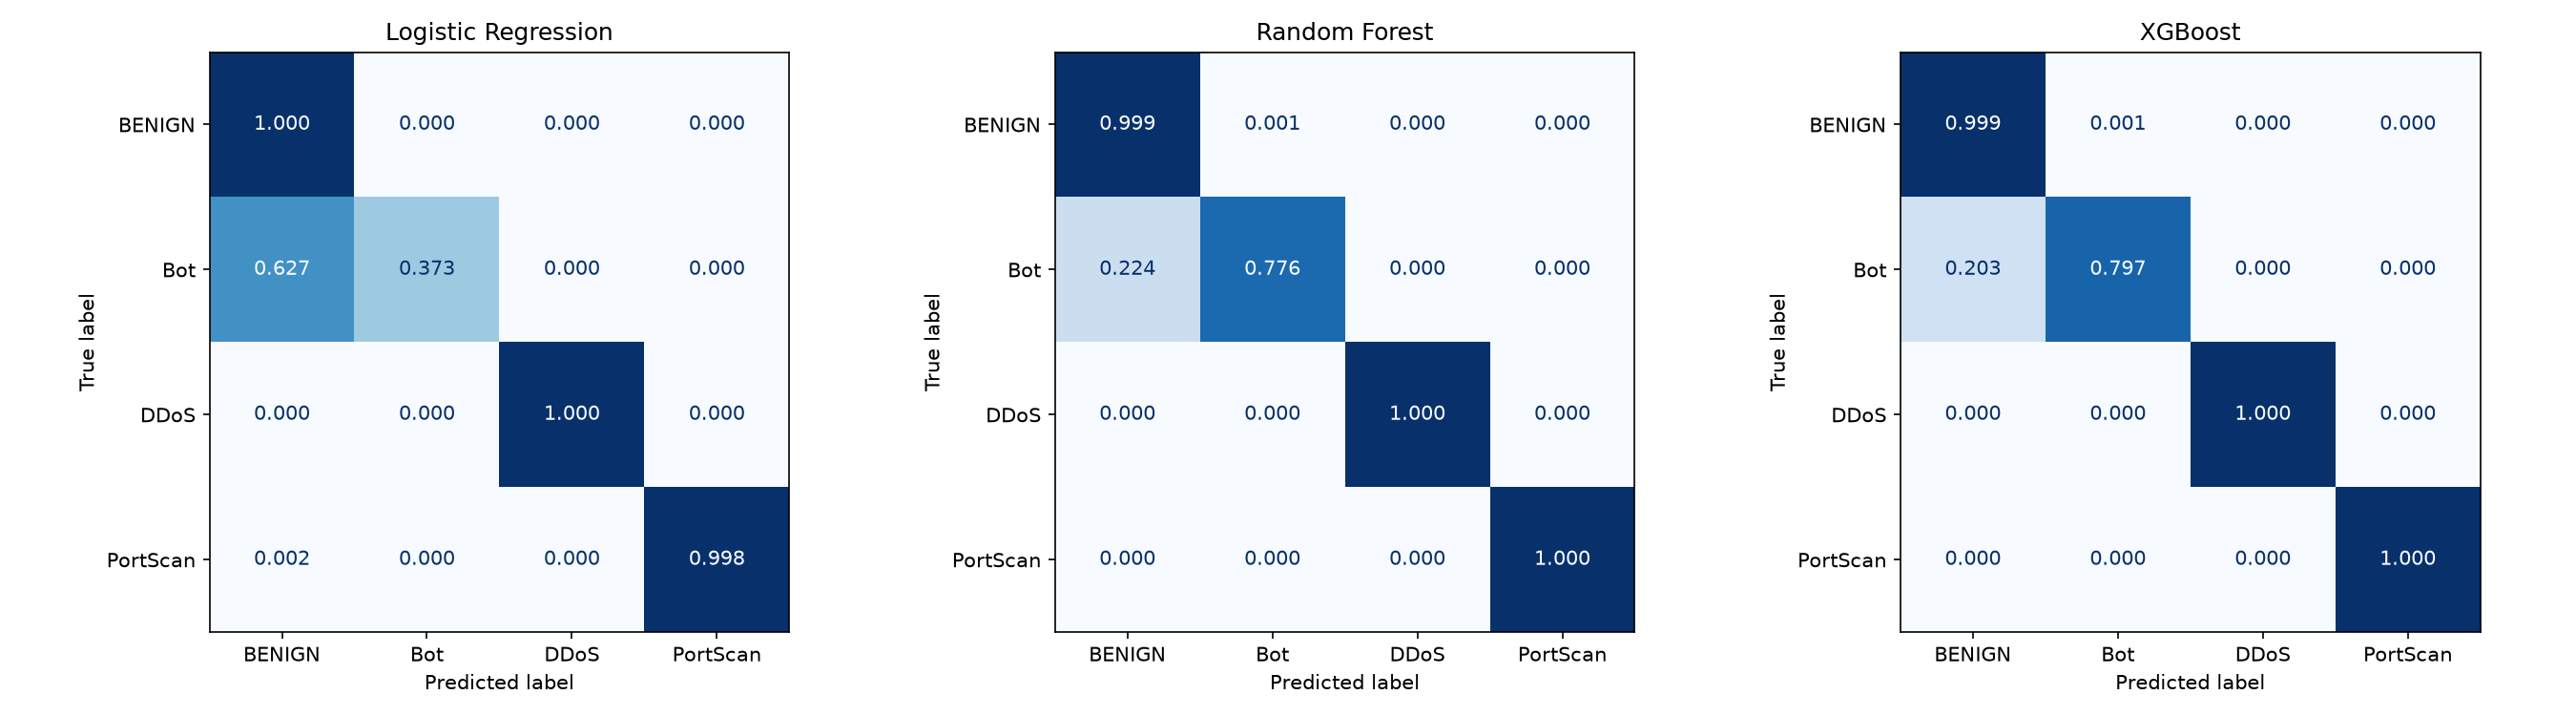 Logistic Regression
True label
BENIGN 1.000 0.000 0.000 0.000
Bot 0.627 0.373 0.000 0.000
DDoS 0.000 0.000 1.000 0.000
PortScan 0.002 0.000 0.000 0.998
BENIGN Bot DDoS PortScan
Predicted label
Random Forest
True label
BENIGN 0.999 0.001 0.000 0.000
Bot 0.224 0.776 0.000 0.000
DDoS 0.000 0.000 1.000 0.000
PortScan 0.000 0.000 0.000 1.000
BENIGN Bot DDoS PortScan
Predicted label
XGBoost
True label
BENIGN 0.999 0.001 0.000 0.000
Bot 0.203 0.797 0.000 0.000
DDoS 0.000 0.000 1.000 0.000
PortScan 0.000 0.000 0.000 1.000
BENIGN Bot DDoS PortScan
Predicted label